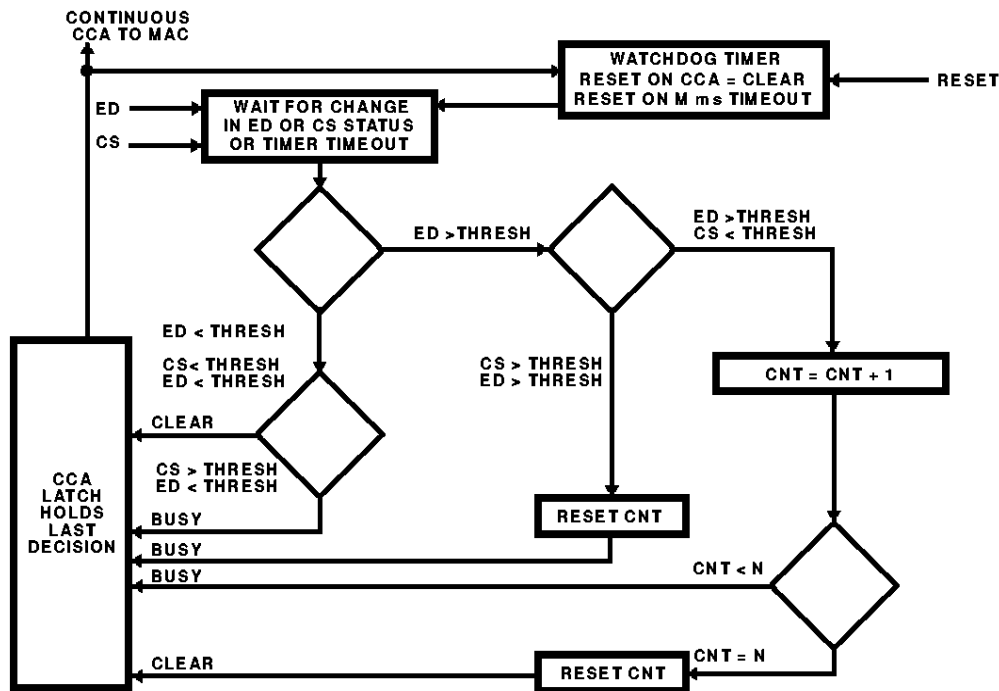 CONTINUOUS
CCA TO MAC
WATCHDOG TIMER
RESET ON CCA = CLEAR
RESET ON M ms TIMEOUT
RESET
ED
CS
WAIT FOR CHANGE
IN ED OR CS STATUS
OR TIMER TIMEOUT
ED >THRESH
ED >THRESH
CS < THRESH
ED < THRESH
CS< THRESH
ED < THRESH
CS > THRESH
ED > THRESH
CNT = CNT + 1
CLEAR
CS > THRESH
ED < THRESH
CCA
LATCH
HOLDS
LAST
DECISION
BUSY
RESET CNT
BUSY
BUSY
CNT < N
CLEAR
RESET CNT
CNT = N